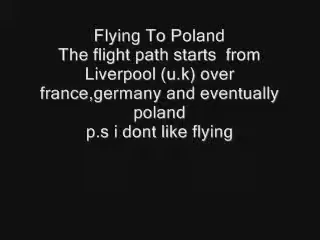 Flying To Poland
The flight path starts  from
Liverpool (u.k) over
france,germany and eventually
poland
p.s i dont like flying